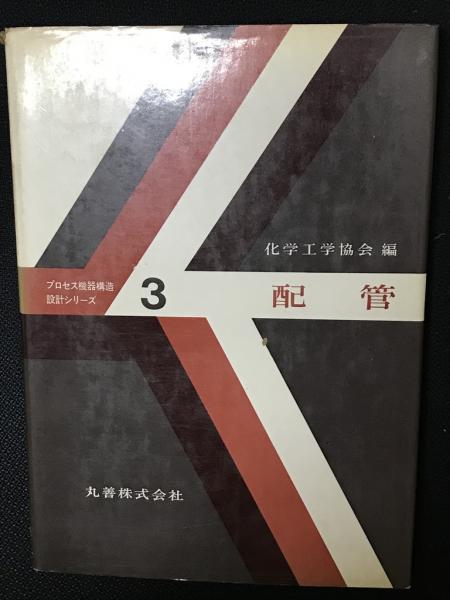 化学工学協会 編
プロセス機器構造
設計シリーズ
3
配管
丸善株式会社